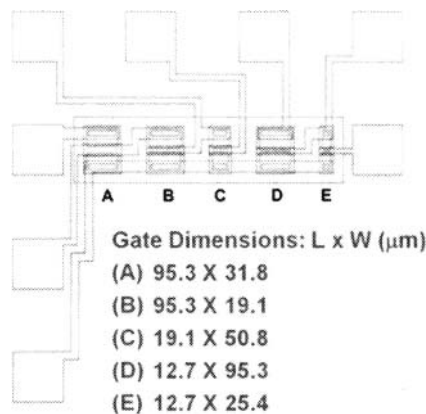 A B C D E
Gate Dimensions: L x W (μm)
(A) 95.3 X 31.8
(B) 95.3 X 19.1
(C) 19.1 X 50.8
(D) 12.7 X 95.3
(E) 12.7 X 25.4